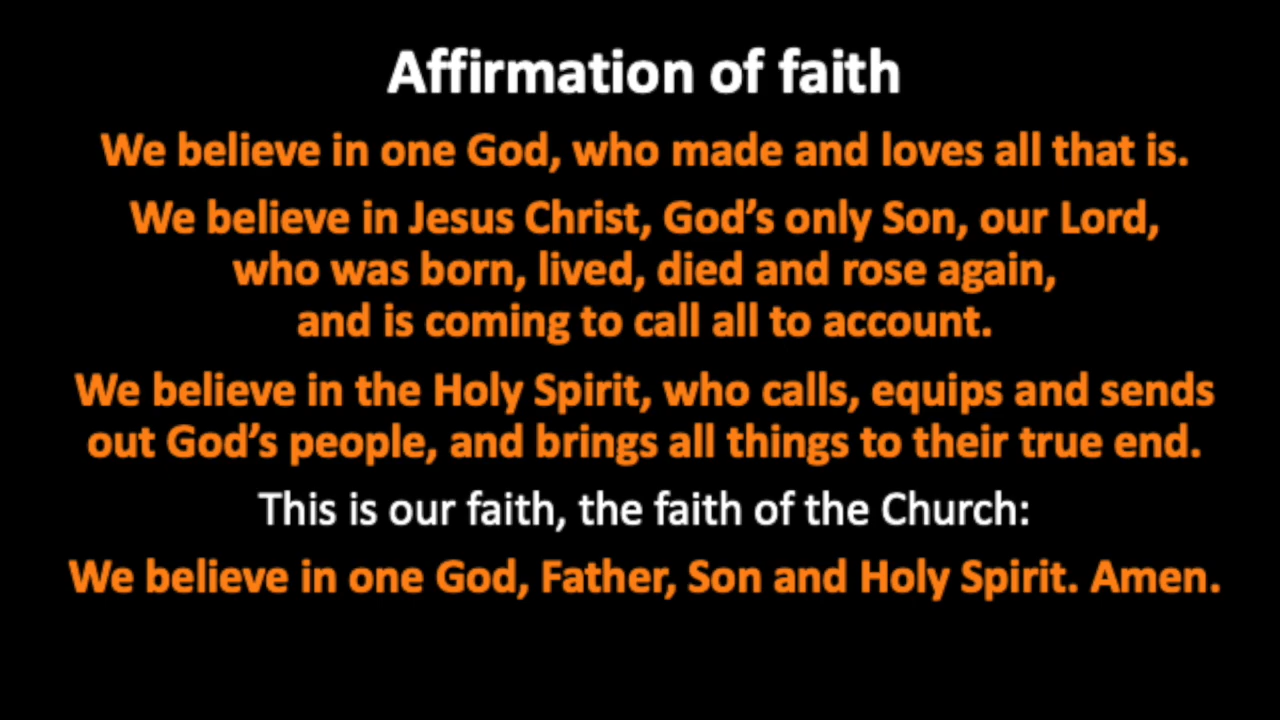 Affirmation of faith
We believe in one God, who made and loves all that is.
We believe in Jesus Christ, God’s only Son, our Lord,
who was born, lived, died and rose again,
and is coming to call all to account.
We believe in the Holy Spirit, who calls, equips and sends
out God’s people, and brings all things to their true end.
This is our faith, the faith of the Church:
We believe in one God, Father, Son and Holy Spirit. Amen.